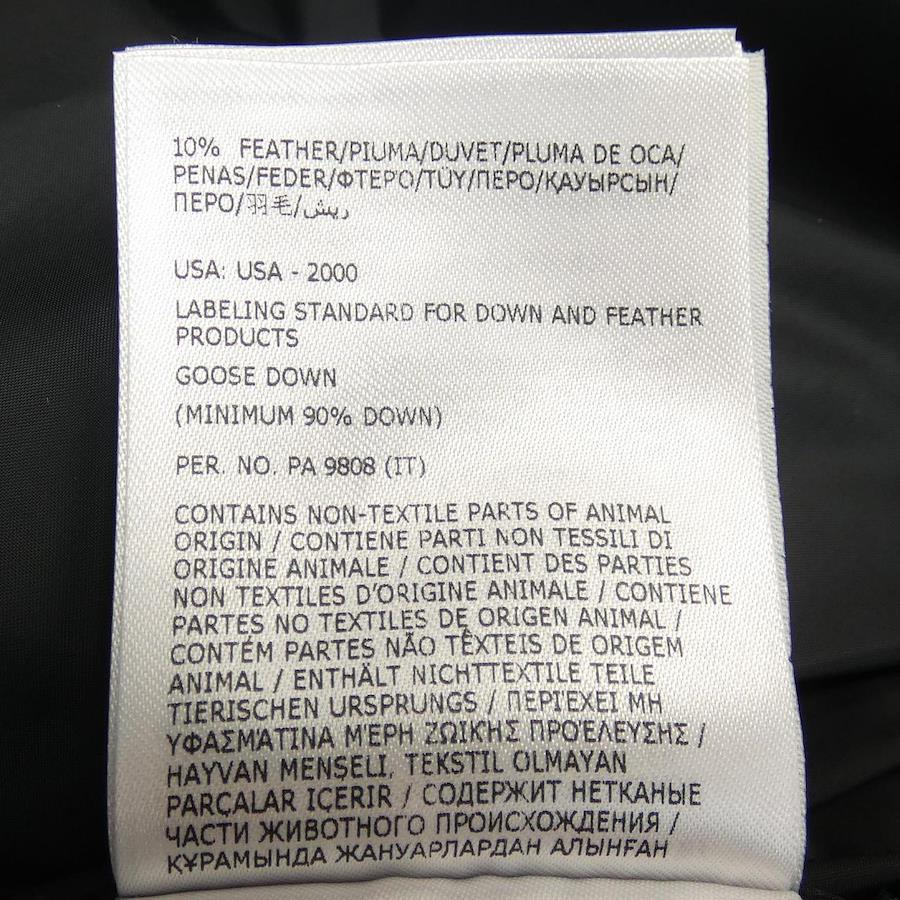 10% FEATHER/PIUMA/DUVET/PLUMA DE OCA/
PENAS/FEDER/ΦΤΕΡΌ/TÜY/ПЕРО/ҚАУЫРСЫН/
ПЕРО/羽毛/ريش
USA: USA - 2000
LABELING STANDARD FOR DOWN AND FEATHER
PRODUCTS
GOOSE DOWN
(MINIMUM 90% DOWN)
PER. NO. PA 9808 (IT)
CONTAINS NON-TEXTILE PARTS OF ANIMAL
ORIGIN / CONTIENE PARTI NON TESSILI DI
ORIGINE ANIMALE / CONTIENT DES PARTIES
NON TEXTILES D'ORIGINE ANIMALE / CONTIENE
PARTES NO TEXTILES DE ORIGEN ANIMAL /
CONTÉM PARTES NÃO TÊXTEIS DE ORIGEM
ANIMAL / ENTHÄLT NICHTTEXTILE TEILE
TIERISCHEN URSPRUNGS / ΠΕΡΙΈΧΕΙ ΜΗ
ΥΦΑΣΜΆΤΙΝΑ ΜΈΡΗ ΖΩΙΚΉΣ ΠΡΟΈΛΕΥΣΗΣ /
HAYVAN MENŞELİ, TEKSTİL OLMAYAN
PARÇALAR İÇERİR / СОДЕРЖИТ НЕТКАНЫЕ
ЧАСТИ ЖИВОТНОГО ПРОИСХОЖДЕНИЯ /
ҚҰРАМЫНДА ЖАНУАРЛАРДАН АЛЫНҒАН